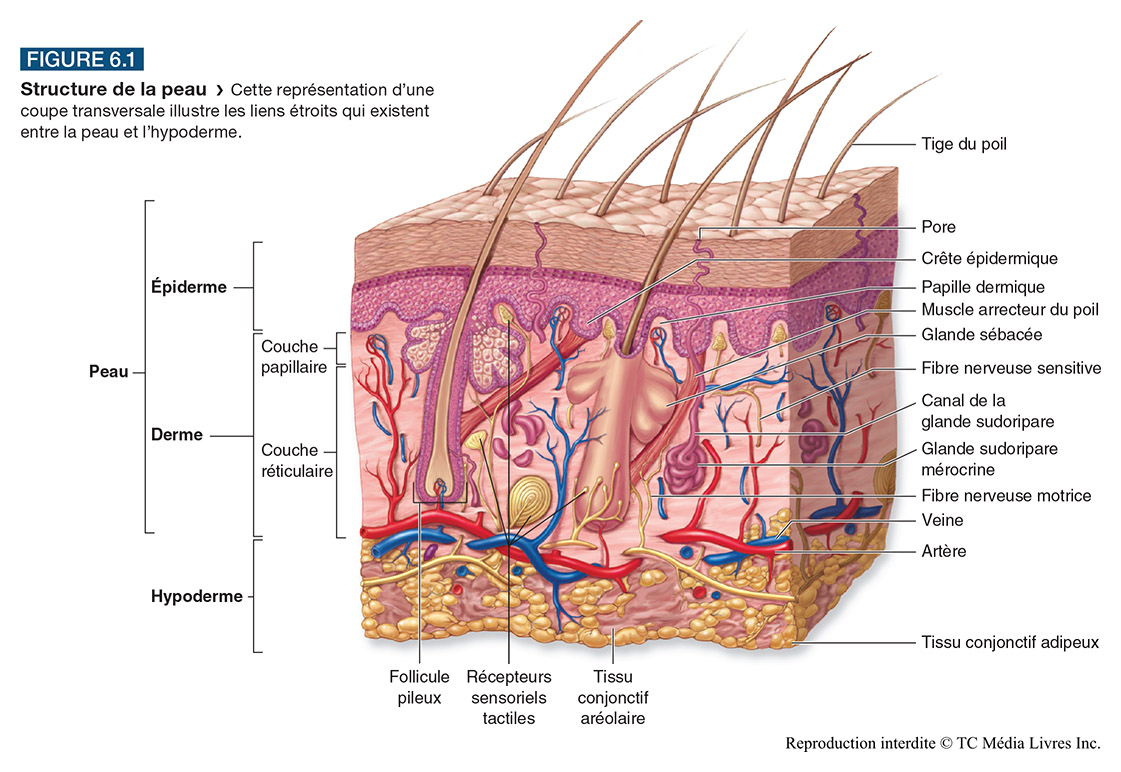 FIGURE 6.1
Structure de la peau › Cette représentation d'une
coupe transversale illustre les liens étroits qui existent
entre la peau et l'hypoderme.
Tige du poil
Pore
Crête épidermique
Papille dermique
Muscle arrecteur du poil
Glande sébacée
Fibre nerveuse sensitive
Canal de la
glande sudoripare
Glande sudoripare
mérocrine
Fibre nerveuse motrice
Veine
Artère
Tissu conjonctif adipeux
Peau
Épiderme
Derme
Hypoderme
Couche
papillaire
Couche
réticulaire
Follicule
pileux
Récepteurs
sensoriels
tactiles
Tissu
conjonctif
aréolaire
Reproduction interdite © TC Média Livres Inc.